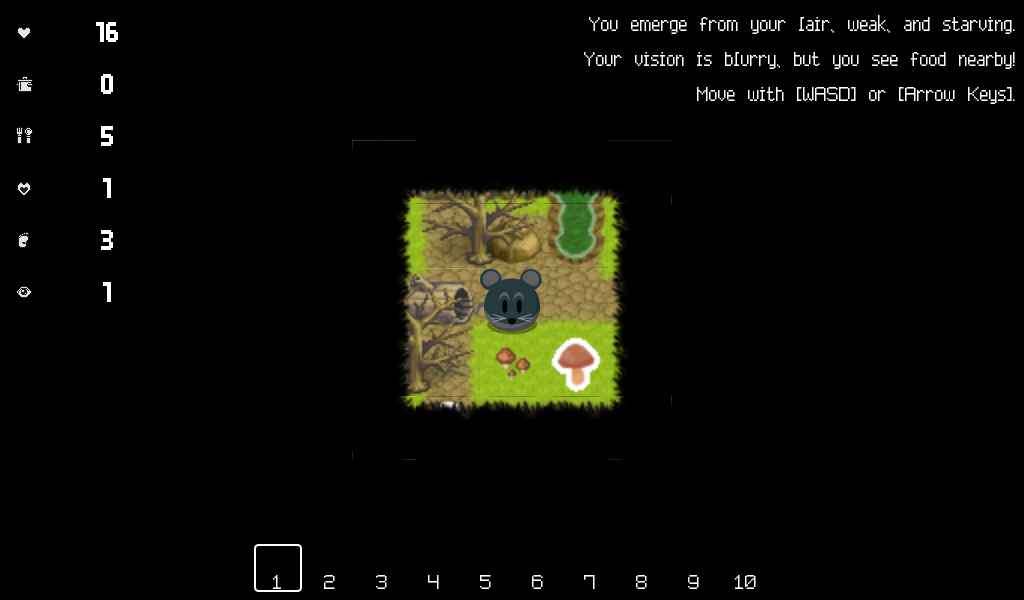 16
0
5
1
3
1
You emerge from your lair, weak, and starving.
Your vision is blurry, but you see food nearby!
Move with [WASD] or [Arrow Keys].
1 2 3 4 5 6 7 8 9 10